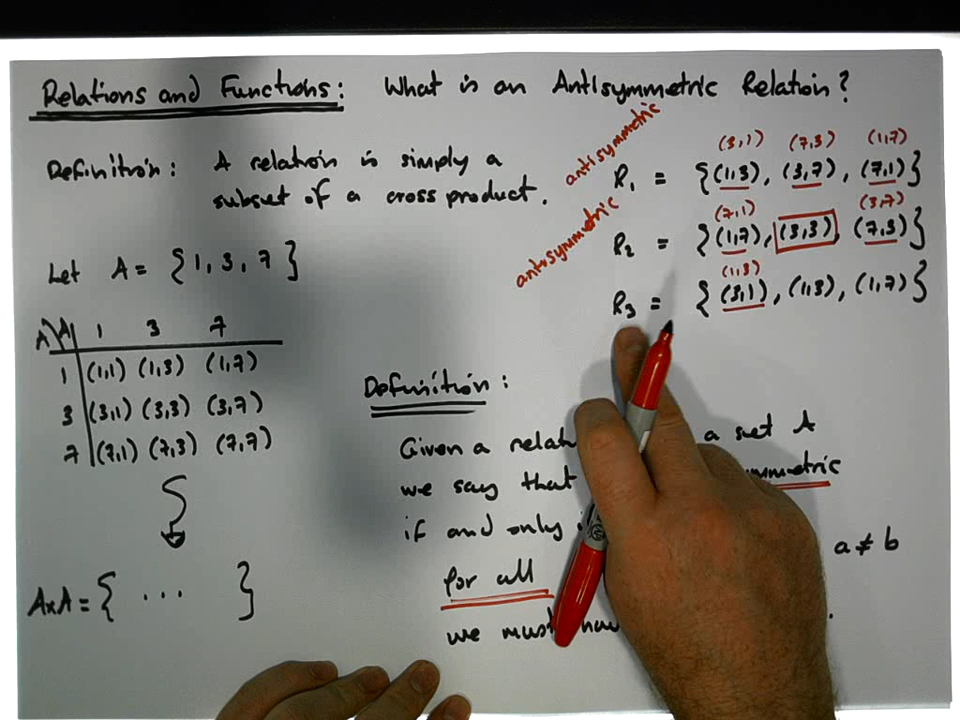 Relations and Functions: What is an Antisymmetric Relation?
Definition: A relation is simply a
subset of a cross product.
Let A = {1, 3, 7}
A A 1 3 7
1 (1,1) (1,3) (1,7)
3 (3,1) (3,3) (3,7)
7 (7,1) (7,3) (7,7)
AxA = { ... }
antisymmetric
(3,1) (7,3) (1,7)
R1 = {(1,3), (3,7), (7,1)}
antisymmetric
(7,1) (3,7)
R2 = {(1,7), (3,3), (7,3)}
(1,3)
R3 = {(3,1), (1,3), (1,7)}
Definition:
Given a a set A
we say that
if and only a ≠ b
for all
we must